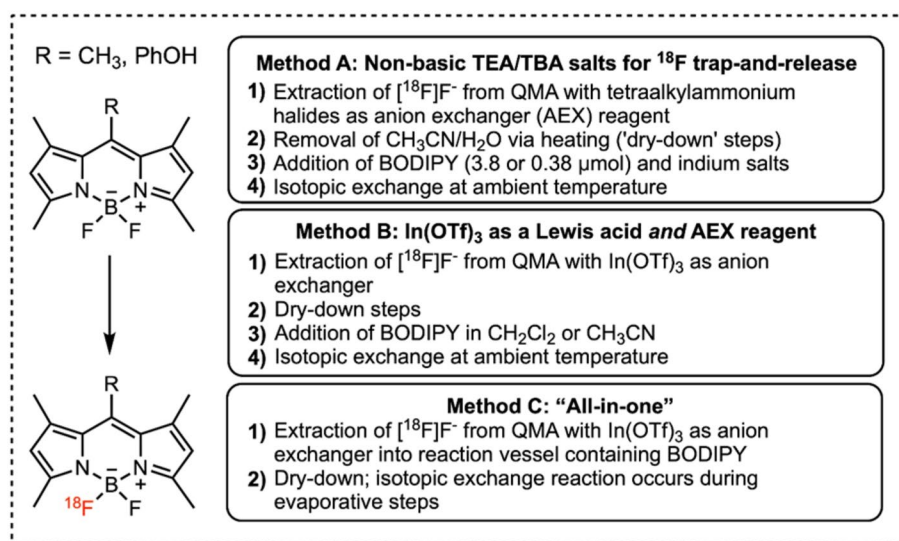 R = CH₃, PhOH
R
N
N
−
B
+
F
F
R
N
N
−
B
+
¹⁸F
F
Method A: Non-basic TEA/TBA salts for ¹⁸F trap-and-release
1) Extraction of [¹⁸F]F⁻ from QMA with tetraalkylammonium
halides as anion exchanger (AEX) reagent
2) Removal of CH₃CN/H₂O via heating ('dry-down' steps)
3) Addition of BODIPY (3.8 or 0.38 μmol) and indium salts
4) Isotopic exchange at ambient temperature
Method B: In(OTf)₃ as a Lewis acid and AEX reagent
1) Extraction of [¹⁸F]F⁻ from QMA with In(OTf)₃ as anion
exchanger
2) Dry-down steps
3) Addition of BODIPY in CH₂Cl₂ or CH₃CN
4) Isotopic exchange at ambient temperature
Method C: “All-in-one”
1) Extraction of [¹⁸F]F⁻ from QMA with In(OTf)₃ as anion
exchanger into reaction vessel containing BODIPY
2) Dry-down; isotopic exchange reaction occurs during
evaporative steps